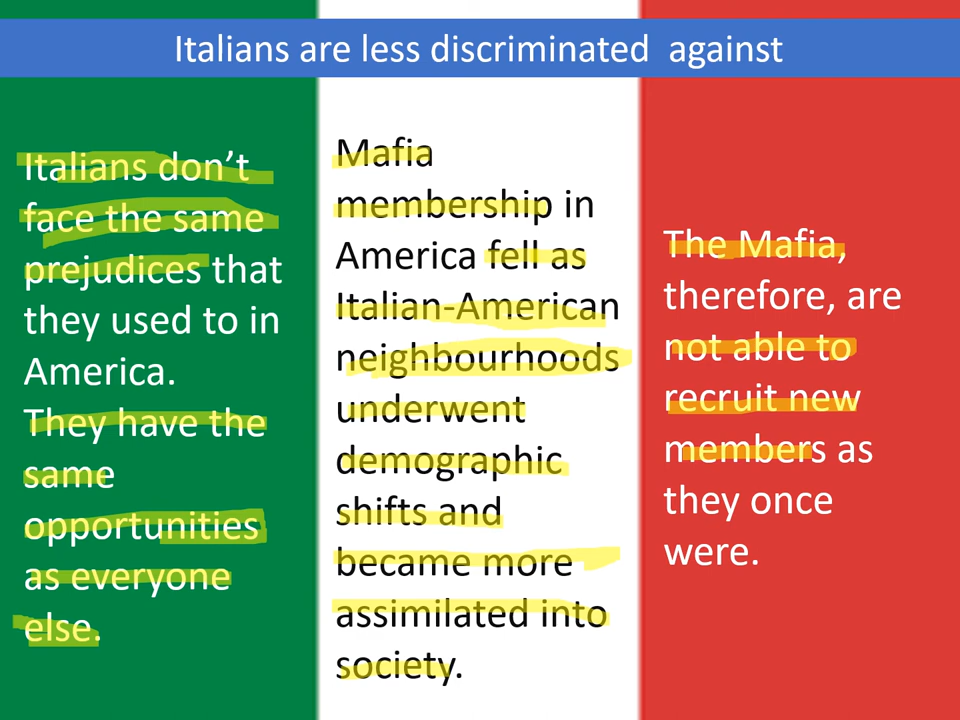 Italians are less discriminated against
Italians don't
face the same
prejudices that
they used to in
America.
They have the
same
opportunities
as everyone
else.
Mafia
membership in
America fell as
Italian-American
neighbourhoods
underwent
demographic
shifts and
became more
assimilated into
society.
The Mafia,
therefore, are
not able to
recruit new
members as
they once
were.